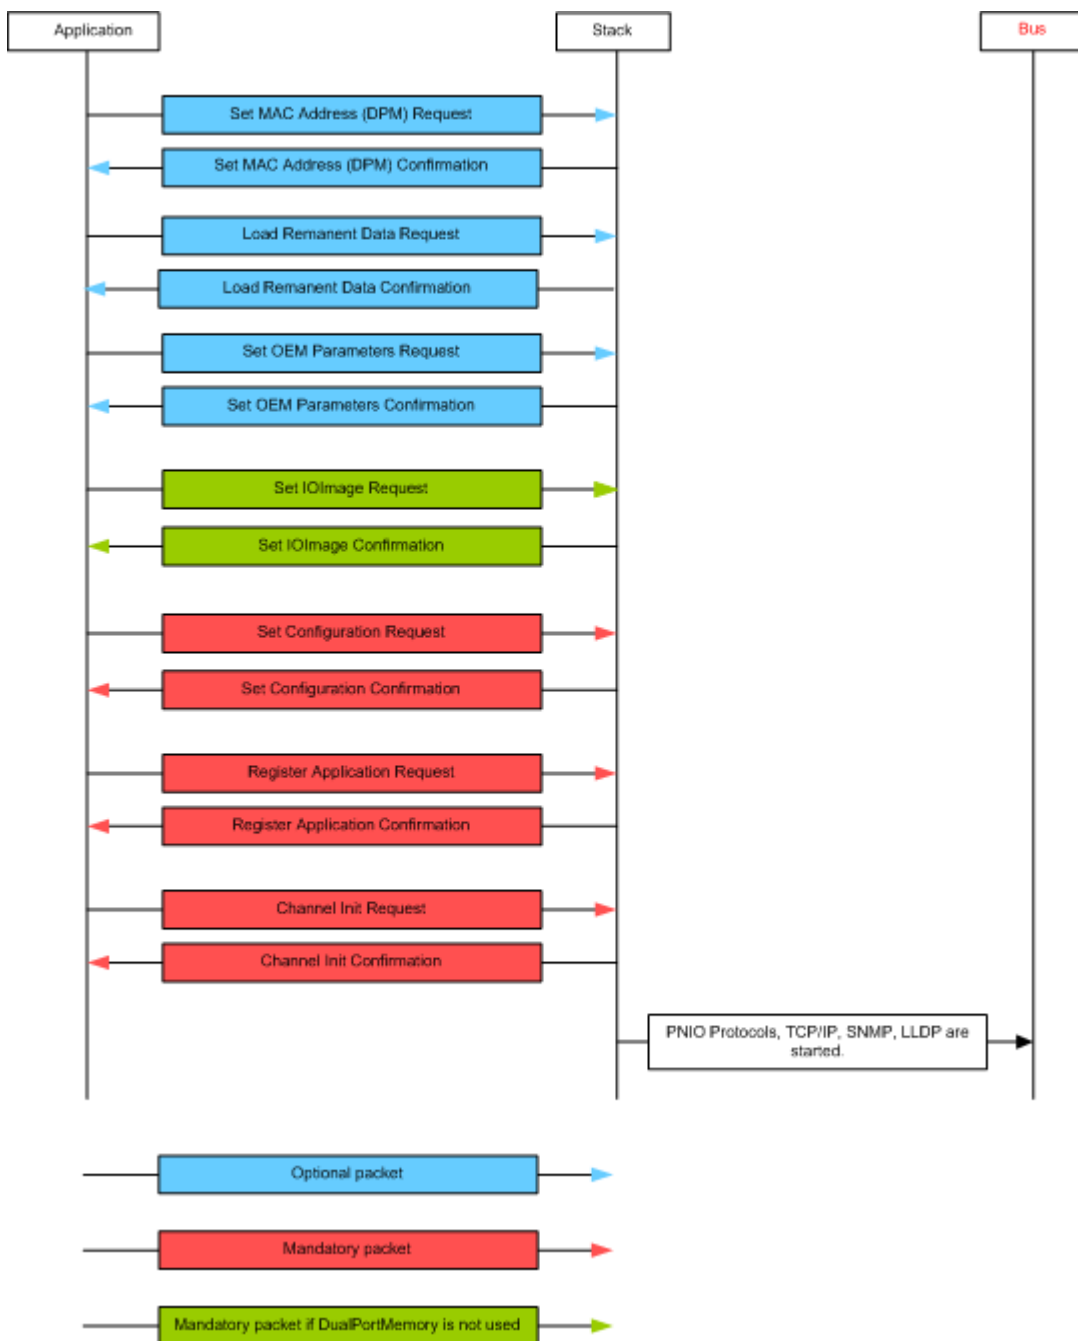 Application
Stack
Bus
Set MAC Address (DPM) Request
Set MAC Address (DPM) Confirmation
Load Remanent Data Request
Load Remanent Data Confirmation
Set OEM Parameters Request
Set OEM Parameters Confirmation
Set IOImage Request
Set IOImage Confirmation
Set Configuration Request
Set Configuration Confirmation
Register Application Request
Register Application Confirmation
Channel Init Request
Channel Init Confirmation
PNIO Protocols, TCP/IP, SNMP, LLDP are
started.
Optional packet
Mandatory packet
Mandatory packet if DualPortMemory is not used